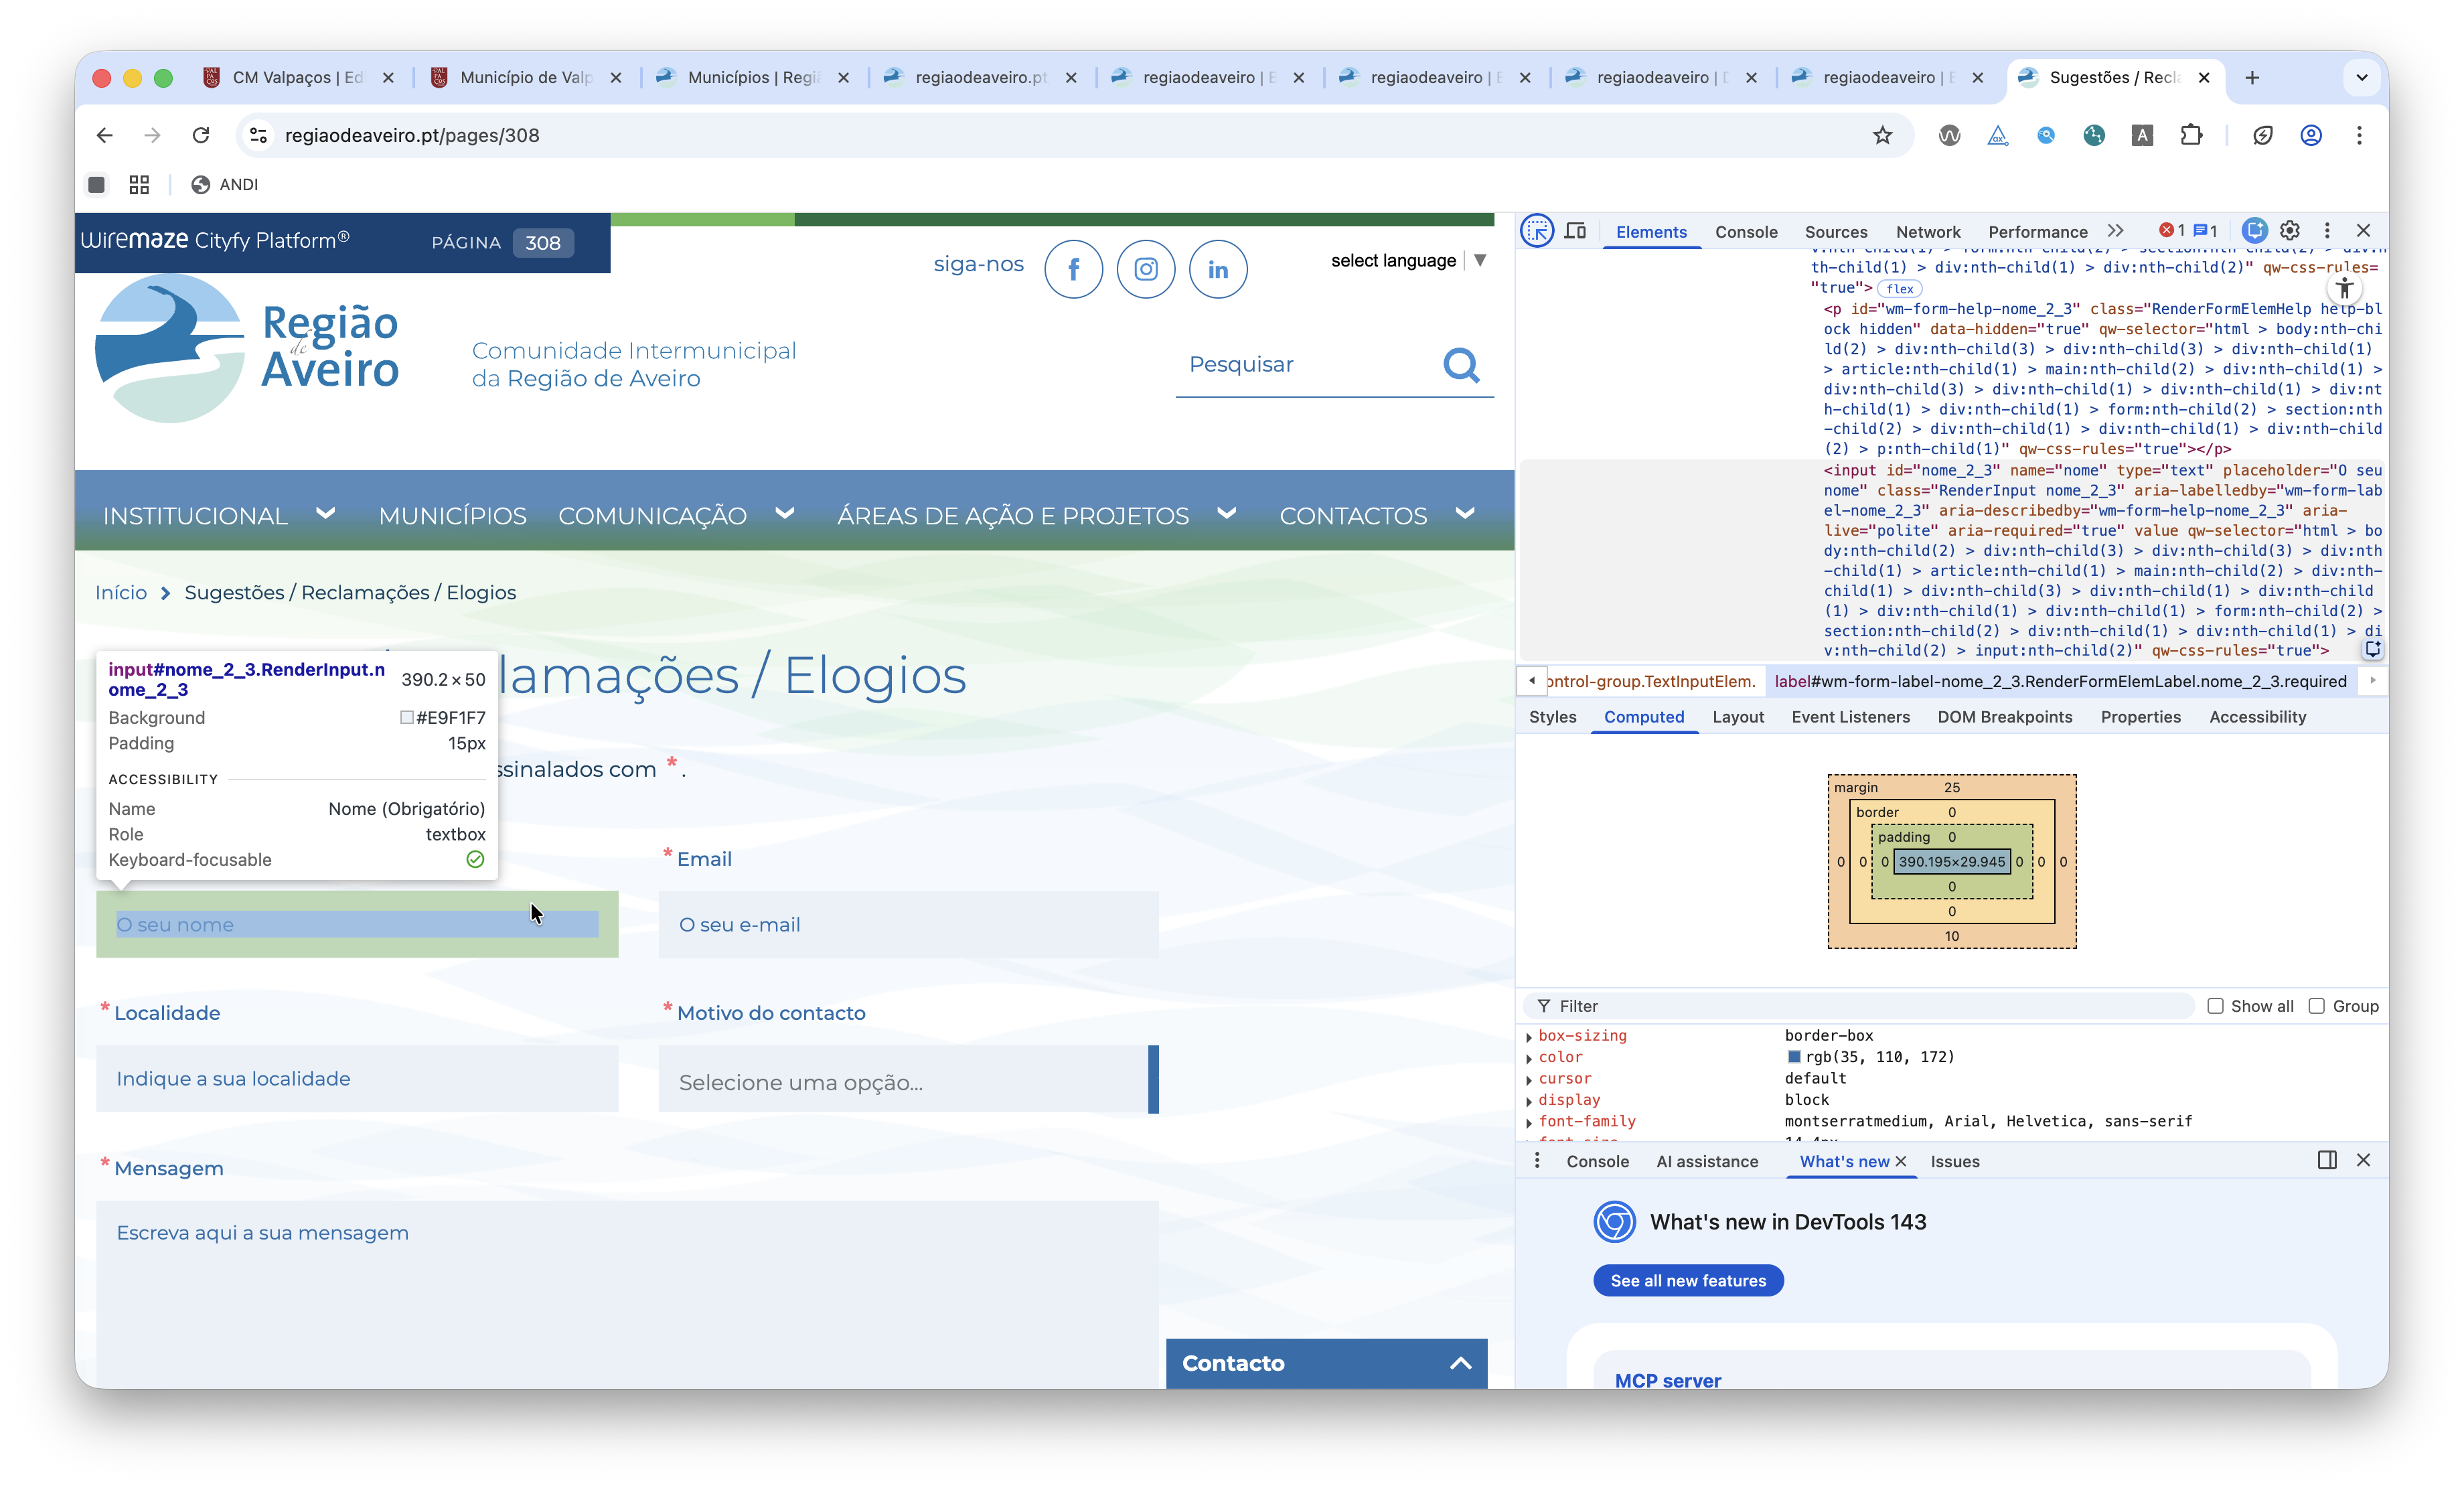 CM Valpaços | Ed
Município de Valp
Municípios | Regiã
regiaodeaveiro.pt
regiaodeaveiro | E
regiaodeaveiro | E
regiaodeaveiro | D
regiaodeaveiro | E
Sugestões / Recla
regiaodeaveiro.pt/pages/308
ANDI
wiremaze Cityfy Platform®
PÁGINA 308
siga-nos
select language ▼
Região
de
Aveiro
Comunidade Intermunicipal
da Região de Aveiro
Pesquisar
INSTITUCIONAL MUNICÍPIOS COMUNICAÇÃO ÁREAS DE AÇÃO E PROJETOS CONTACTOS
Início Sugestões / Reclamações / Elogios
lamações / Elogios
input#nome_2_3.RenderInput.n
ome_2_3
390.2 × 50
Background #E9F1F7
Padding 15px
ACCESSIBILITY
Name Nome (Obrigatório)
Role textbox
Keyboard-focusable
ssinalados com * .
* Email
O seu nome
O seu e-mail
* Localidade
* Motivo do contacto
Indique a sua localidade
Selecione uma opção...
* Mensagem
Escreva aqui a sua mensagem
Contacto
Elements Console Sources Network Performance 1 1
th-child(1) > div:nth-child(1) > div:nth-child(2)" qw-css-rules=
"true"> flex
<p id="wm-form-help-nome_2_3" class="RenderFormElemHelp help-bl
ock hidden" data-hidden="true" qw-selector="html > body:nth-chi
ld(2) > div:nth-child(3) > div:nth-child(3) > div:nth-child(1)
> article:nth-child(1) > main:nth-child(2) > div:nth-child(1) >
div:nth-child(3) > div:nth-child(1) > div:nth-child(1) > div:nt
h-child(1) > div:nth-child(1) > form:nth-child(2) > section:nth
-child(2) > div:nth-child(1) > div:nth-child(1) > div:nth-child
(2) > p:nth-child(1)" qw-css-rules="true"></p>
<input id="nome_2_3" name="nome" type="text" placeholder="O seu
nome" class="RenderInput nome_2_3" aria-labelledby="wm-form-lab
el-nome_2_3" aria-describedby="wm-form-help-nome_2_3" aria-
live="polite" aria-required="true" value qw-selector="html > bo
dy:nth-child(2) > div:nth-child(3) > div:nth-child(3) > div:nth
-child(1) > article:nth-child(1) > main:nth-child(2) > div:nth-
child(1) > div:nth-child(3) > div:nth-child(1) > div:nth-child
(1) > div:nth-child(1) > div:nth-child(1) > form:nth-child(2) >
section:nth-child(2) > div:nth-child(1) > div:nth-child(1) > di
v:nth-child(2) > input:nth-child(2)" qw-css-rules="true">
ontrol-group.TextInputElem. label#wm-form-label-nome_2_3.RenderFormElemLabel.nome_2_3.required
Styles Computed Layout Event Listeners DOM Breakpoints Properties Accessibility
margin 25
border 0
padding 0
0 0 0 390.195×29.945 0 0 0
0
0
10
Filter Show all Group
box-sizing border-box
color rgb(35, 110, 172)
cursor default
display block
font-family montserratmedium, Arial, Helvetica, sans-serif
Console AI assistance What's new Issues
What's new in DevTools 143
See all new features
MCP server